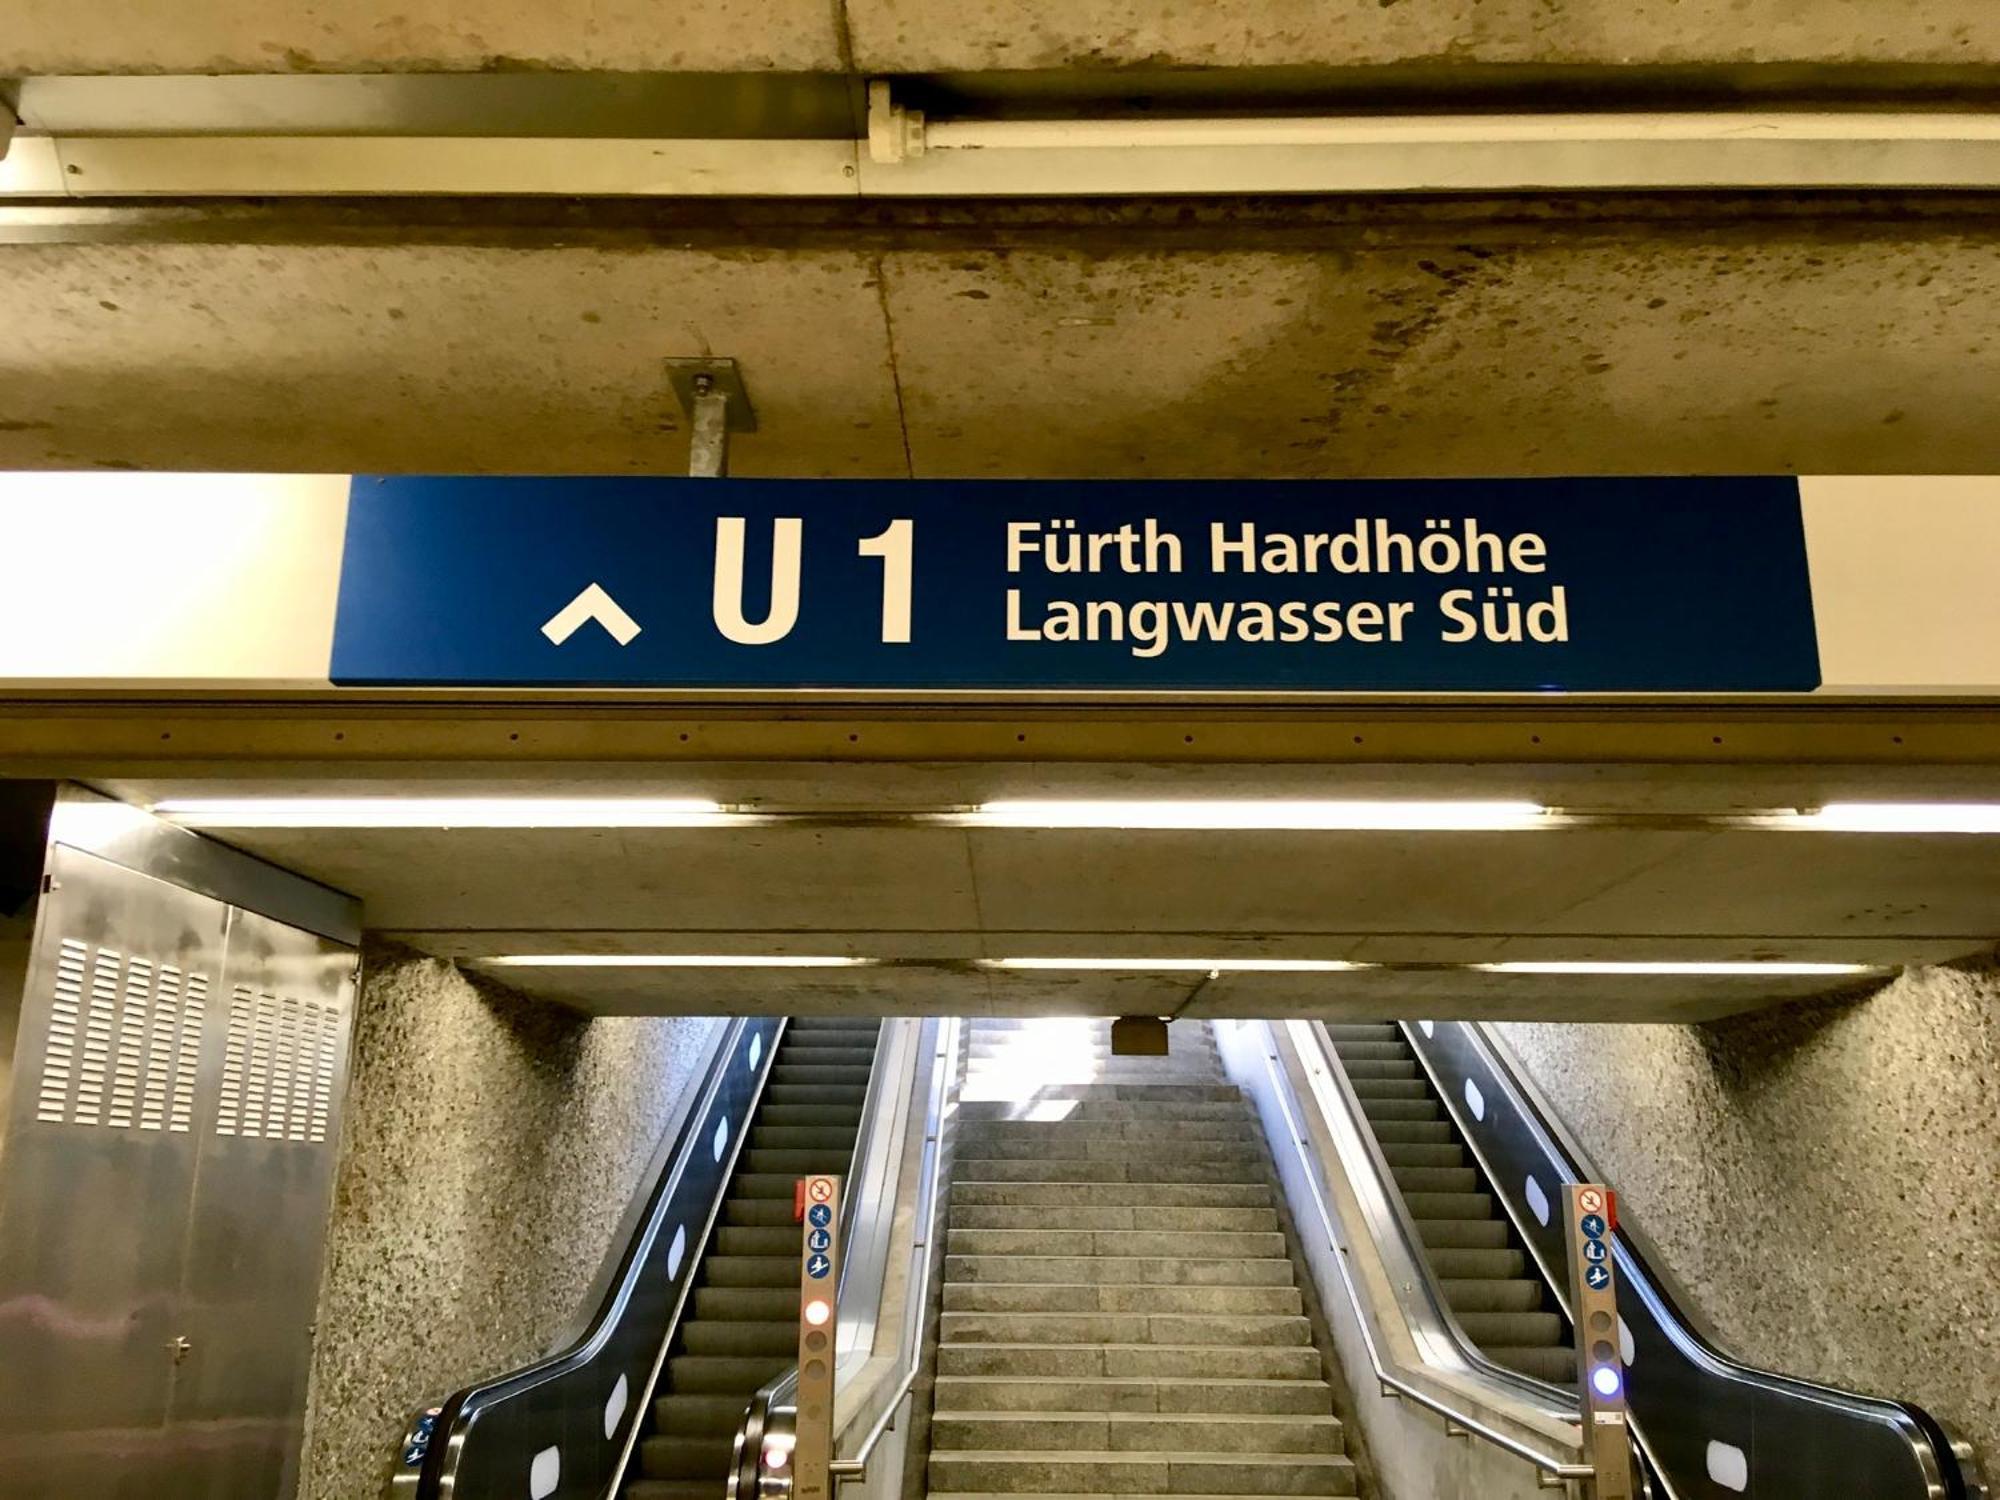 U 1
Fürth Hardhöhe
Langwasser Süd